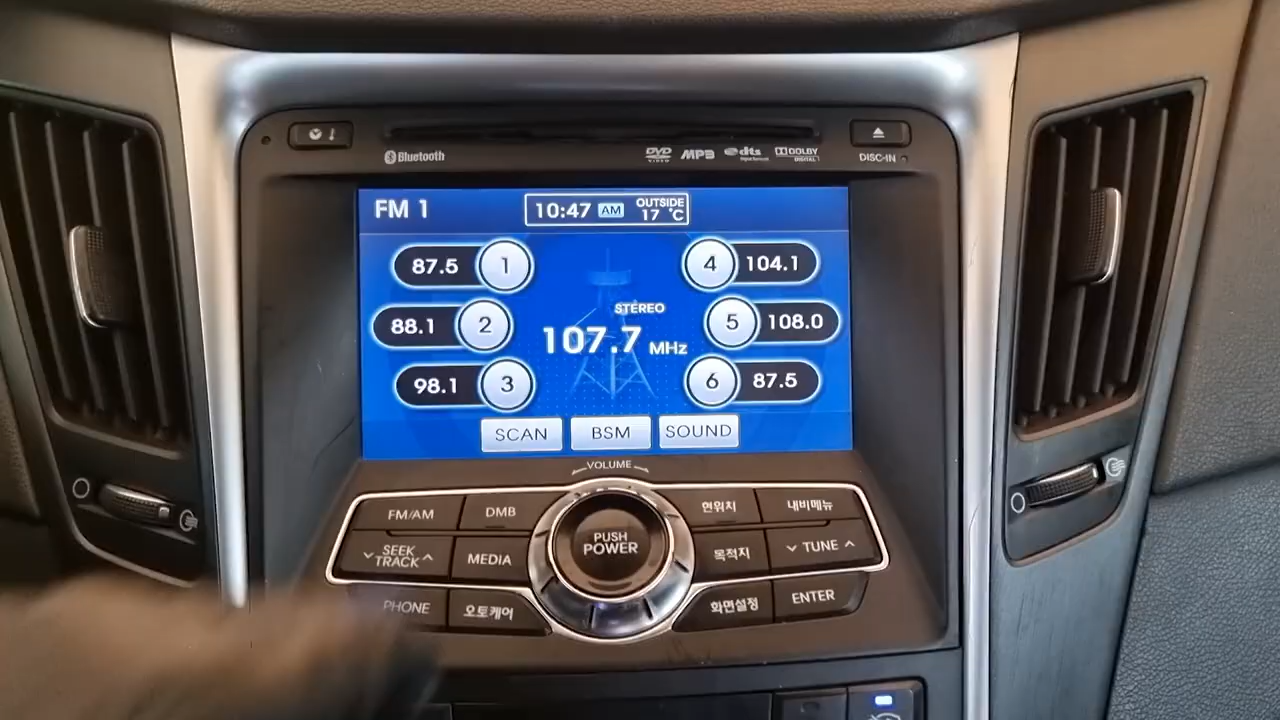 Bluetooth
DVD VIDEO MP3 dts Digital Surround DOLBY DIGITAL
DISC-IN
FM 1
10:47 AM OUTSIDE 17 °C
87.5 1
4 104.1
STEREO
88.1 2
5 108.0
107.7 MHz
98.1 3
6 87.5
SCAN BSM SOUND
VOLUME
FM/AM DMB
현위치 내비메뉴
PUSH POWER
SEEK TRACK MEDIA
목적지 TUNE
PHONE 오토케어
화면설정 ENTER